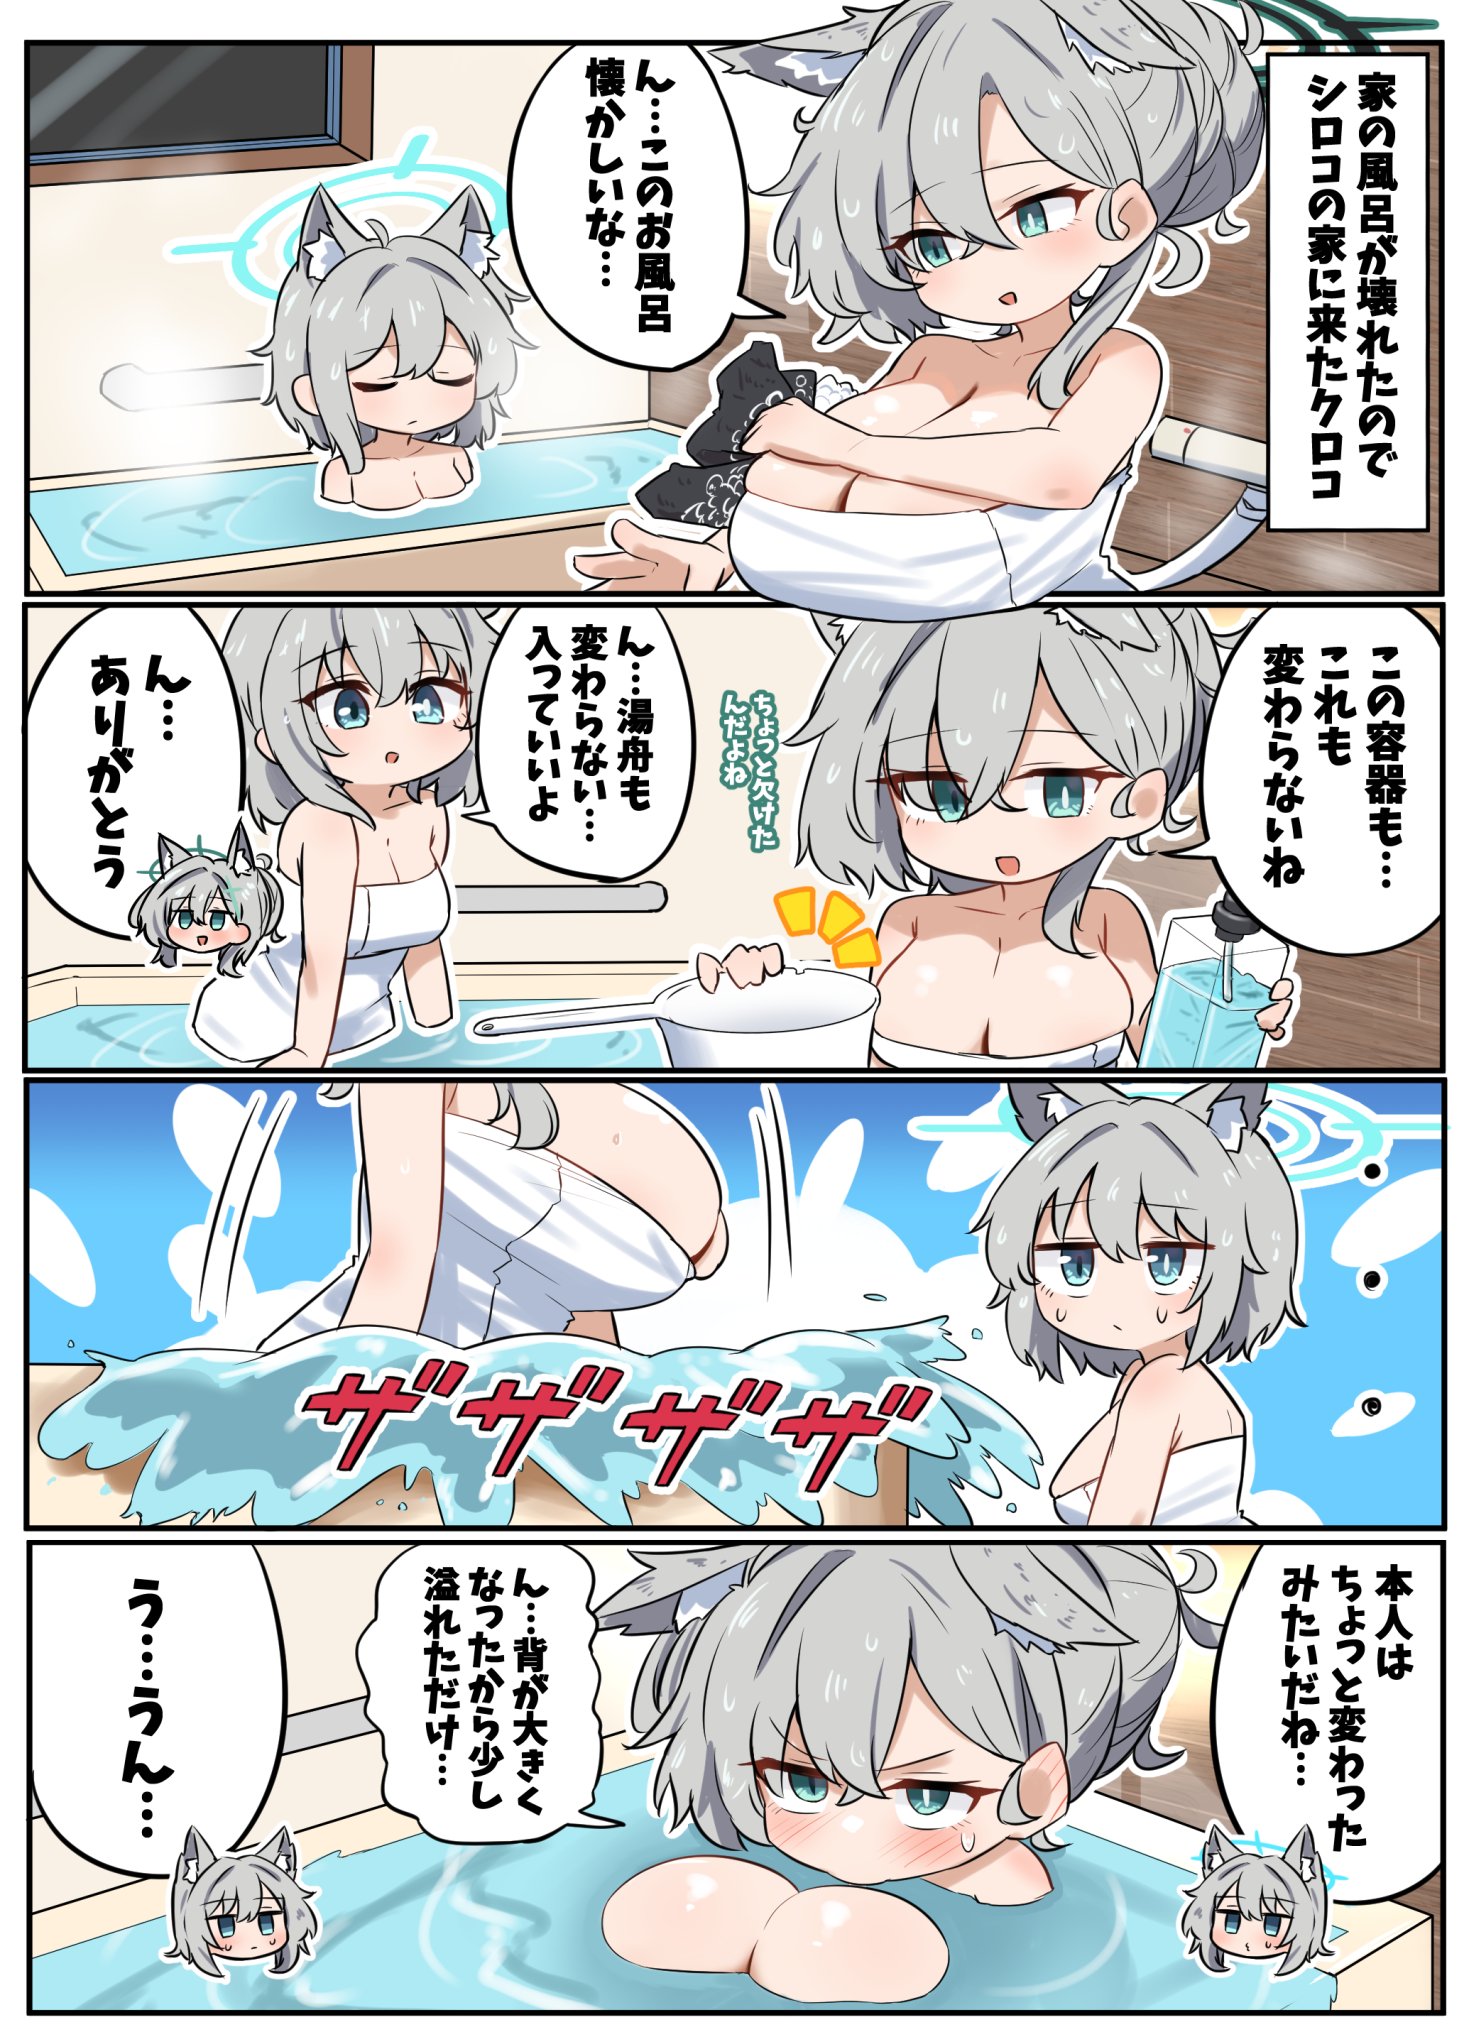 家の風呂が壊れたので
シロコの家に来たクロコ
ん…このお風呂
懐かしいな…
この容器も…
これも
変わらないね
ちょっと欠けた
んだよね
ん…湯舟も
変わらない…
入っていいよ
ん…
ありがとう
・・・
ザザザザ
本人は
ちょっと変わった
みたいだね…
ん…背が大きく
なったから少し
溢れただけ…
う…うん…